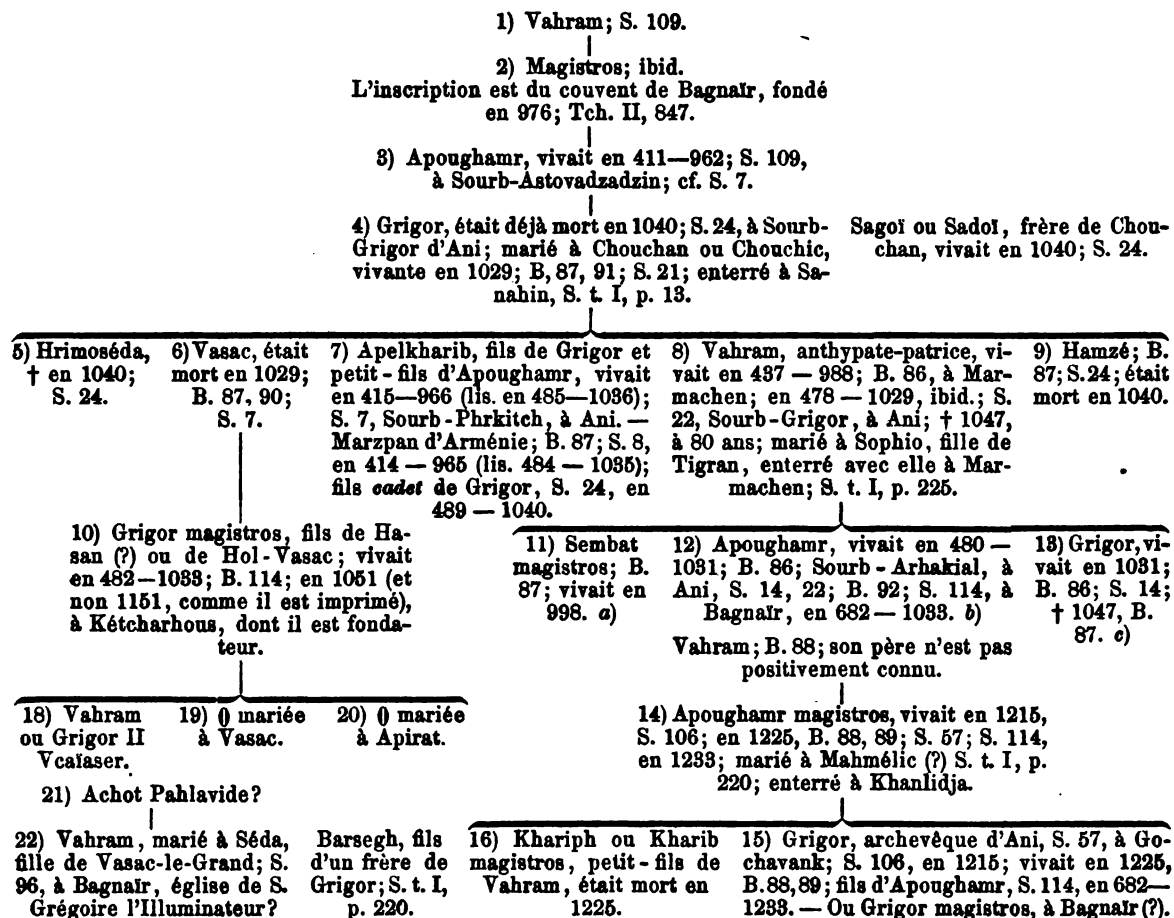 1) Vahram; S. 109.
2) Magistros; ibid.
L'inscription est du couvent de Bagnaïr, fondé
en 976; Tch. II, 847.
3) Apoughamr, vivait en 411—962; S. 109,
à Sourb-Astovadzadzin; cf. S. 7.
4) Grigor, était déjà mort en 1040; S. 24, à Sourb-
Grigor d'Ani; marié à Chouchan ou Chouchic,
vivante en 1029; B, 87, 91; S. 21; enterré à Sa-
nahin, S. t. I, p. 13.
Sagoï ou Sadoï, frère de Chou-
chan, vivait en 1040; S. 24.
5) Hrimoséda,
† en 1040;
S. 24.
6) Vasac, était
mort en 1029;
B. 87, 90;
S. 7.
7) Apelkharib, fils de Grigor et
petit-fils d'Apoughamr, vivait
en 415—966 (lis. en 485—1036);
S. 7, Sourb-Phrkitch, à Ani. —
Marzpan d'Arménie; B. 87; S. 8,
en 414 — 965 (lis. 484 — 1035);
fils cadet de Grigor, S. 24, en
489 — 1040.
8) Vahram, anthypate-patrice, vi-
vait en 437 — 988; B. 86, à Mar-
machen; en 478 — 1029, ibid.; S.
22, Sourb-Grigor, à Ani; † 1047,
à 80 ans; marié à Sophio, fille de
Tigran, enterré avec elle à Mar-
machen; S. t. I, p. 225.
9) Hamzé; B.
87; S. 24; était
mort en 1040.
10) Grigor magistros, fils de Ha-
san (?) ou de Hol-Vasac; vivait
en 482—1033; B. 114; en 1051 (et
non 1151, comme il est imprimé),
à Kétcharhous, dont il est fonda-
teur.
11) Sembat
magistros; B.
87; vivait en
998. a)
12) Apoughamr, vivait en 480 —
1031; B. 86; Sourb-Arhakial, à
Ani, S. 14, 22; B. 92; S. 114, à
Bagnaïr, en 682 — 1033. b)
13) Grigor, vi-
vait en 1031;
B. 86; S. 14;
† 1047, B.
87. c)
Vahram; B. 88; son père n'est pas
positivement connu.
18) Vahram
ou Grigor II
Vcaïaser.
19) () mariée
à Vasac.
20) () mariée
à Apirat.
14) Apoughamr magistros, vivait en 1215,
S. 106; en 1225, B. 88, 89; S. 57; S. 114,
en 1233; marié à Mahmélic (?) S. t. I, p.
220; enterré à Khanlidja.
21) Achot Pahlavide?
22) Vahram, marié à Séda,
fille de Vasac-le-Grand; S.
96, à Bagnaïr, église de S.
Grégoire l'Illuminateur?
Barsegh, fils
d'un frère de
Grigor; S. t. I,
p. 220.
16) Khariph ou Kharib
magistros, petit-fils de
Vahram, était mort en
1225.
15) Grigor, archevêque d'Ani, S. 57, à Go-
chavank; S. 106, en 1215; vivait en 1225,
B. 88, 89; fils d'Apoughamr, S. 114, en 682—
1233. — Ou Grigor magistros, à Bagnaïr (?).